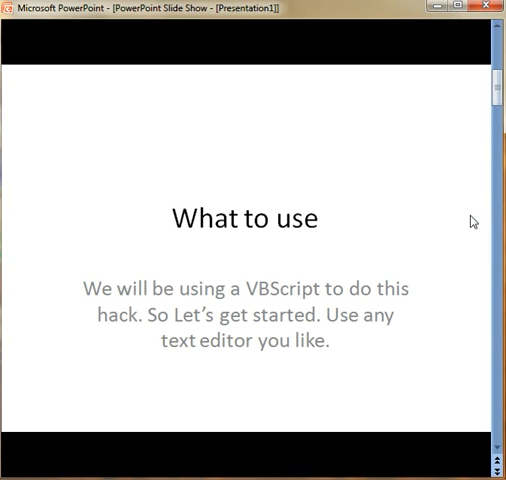 Microsoft PowerPoint - [PowerPoint Slide Show - [Presentation1]]
What to use
We will be using a VBScript to do this
hack. So Let's get started. Use any
text editor you like.